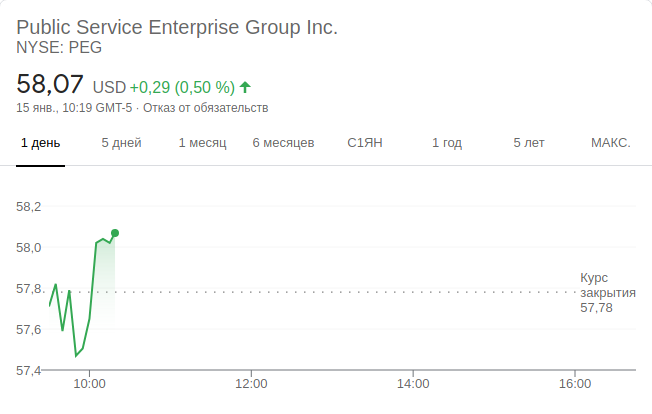 Public Service Enterprise Group Inc.
NYSE: PEG
58,07 USD +0,29 (0,50 %)
15 янв., 10:19 GMT-5 · Отказ от обязательств
1 день 5 дней 1 месяц 6 месяцев С1ЯН 1 год 5 лет МАКС.
58,2
58,0
57,8
57,6
57,4
Курс
закрытия
57,78
10:00 12:00 14:00 16:00